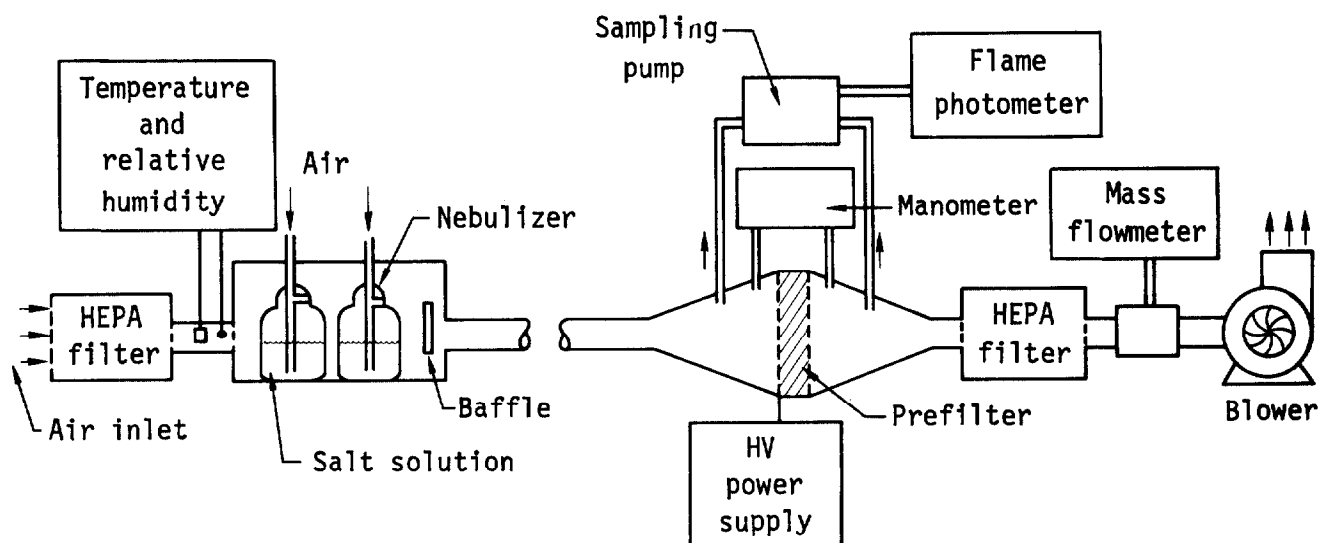 Sampling
pump
Flame
photometer
Temperature
and
relative
humidity
Air
Nebulizer
Manometer
Mass
flowmeter
HEPA
filter
HEPA
filter
Air inlet
Baffle
Prefilter
Blower
Salt solution
HV
power
supply